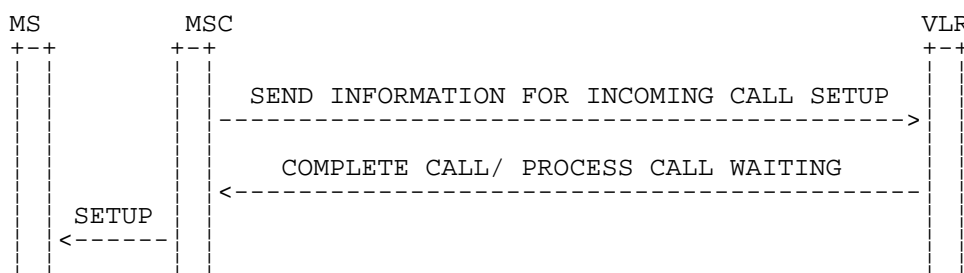 MS MSC VLR
SEND INFORMATION FOR INCOMING CALL SETUP
COMPLETE CALL/ PROCESS CALL WAITING
SETUP